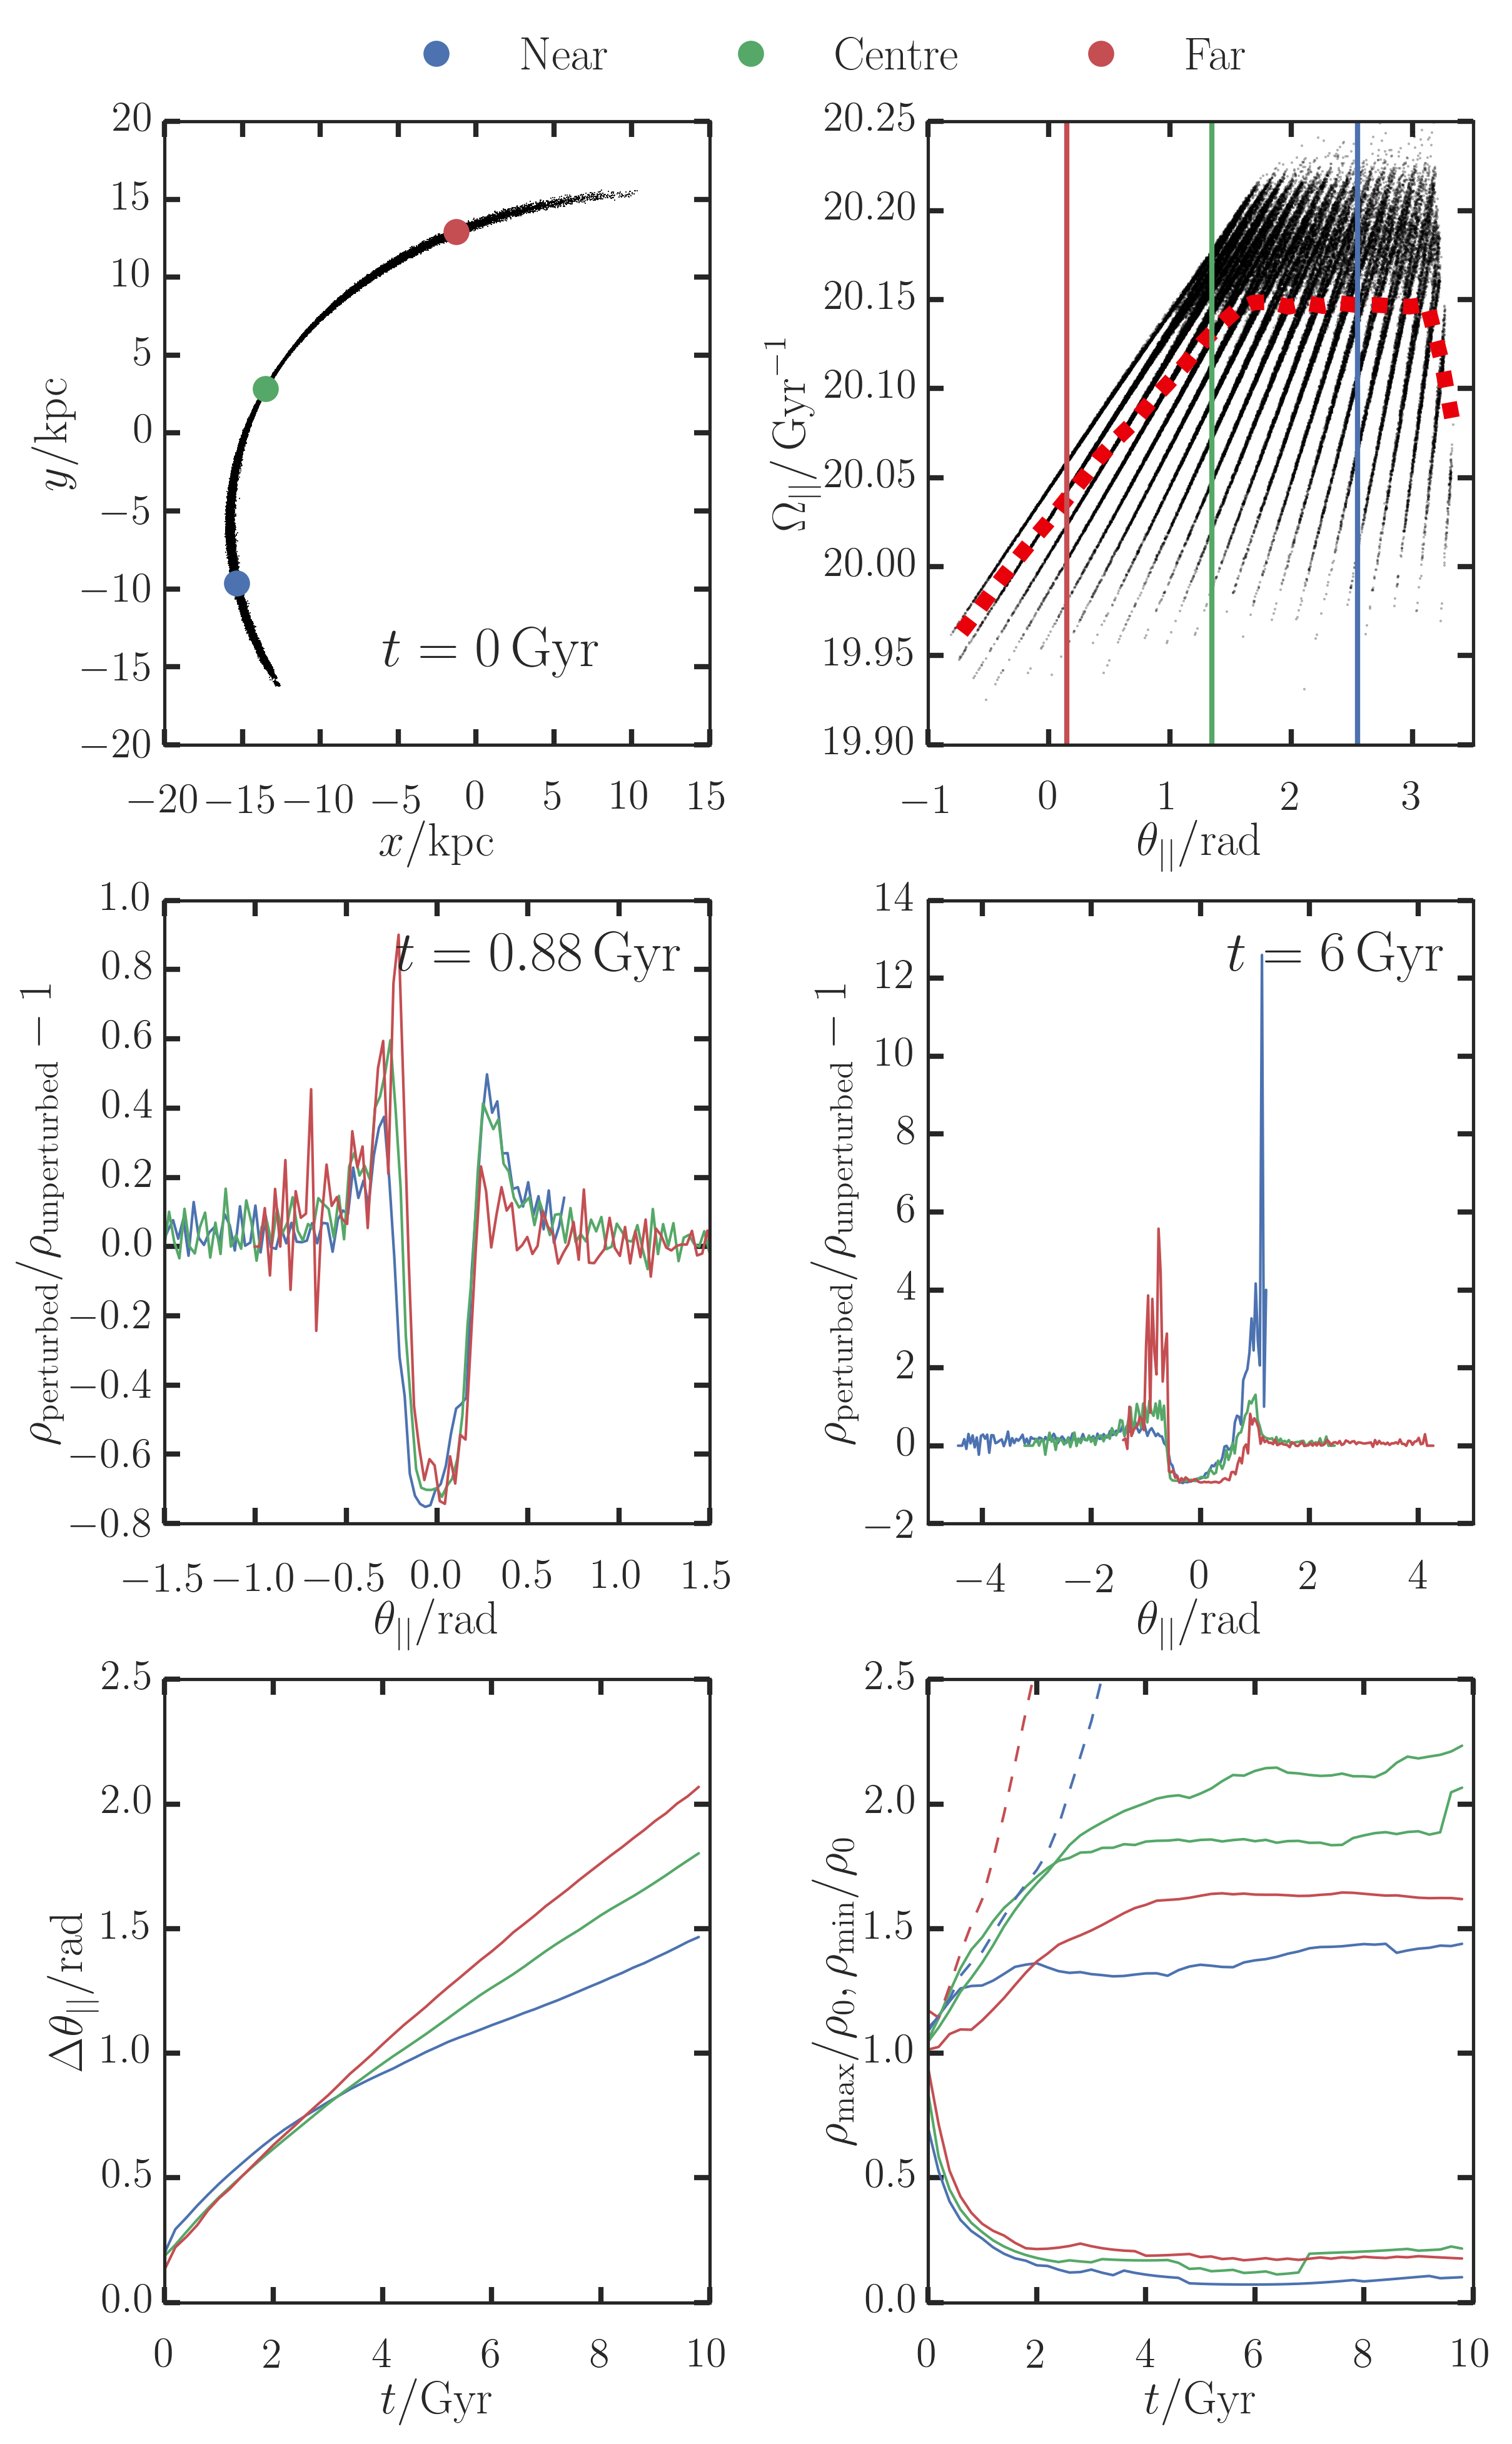 Near Centre Far
20
15
10
5
0
−5
−10
−15
−20
y/kpc
t = 0 Gyr
−20 −15 −10 −5 0 5 10 15
x/kpc
20.25
20.20
20.15
20.10
20.05
20.00
19.95
19.90
Ω|| / Gyr⁻¹
−1 0 1 2 3
θ||/rad
1.0
0.8
0.6
0.4
0.2
0.0
−0.2
−0.4
−0.6
−0.8
ρperturbed/ρunperturbed − 1
t = 0.88 Gyr
−1.5 −1.0 −0.5 0.0 0.5 1.0 1.5
θ||/rad
14
12
10
8
6
4
2
0
−2
ρperturbed/ρunperturbed − 1
t = 6 Gyr
−4 −2 0 2 4
θ||/rad
2.5
2.0
1.5
1.0
0.5
0.0
Δθ||/rad
0 2 4 6 8 10
t/Gyr
2.5
2.0
1.5
1.0
0.5
0.0
ρmax/ρ0, ρmin/ρ0
0 2 4 6 8 10
t/Gyr